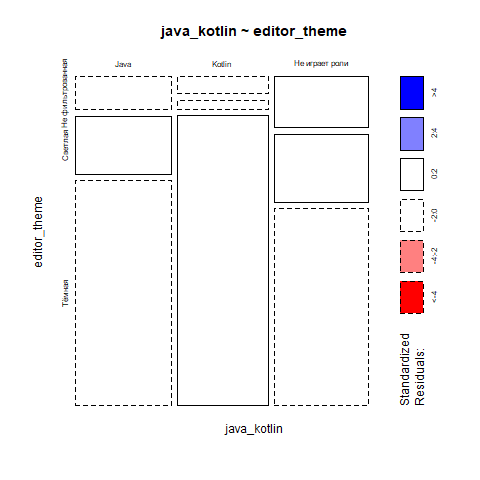 java_kotlin ~ editor_theme
Java
Kotlin
Не играет роли
Не фильтрованная
Светлая
Тёмная
editor_theme
java_kotlin
Standardized
Residuals:
<-4
-4:-2
-2:0
0:2
2:4
>4